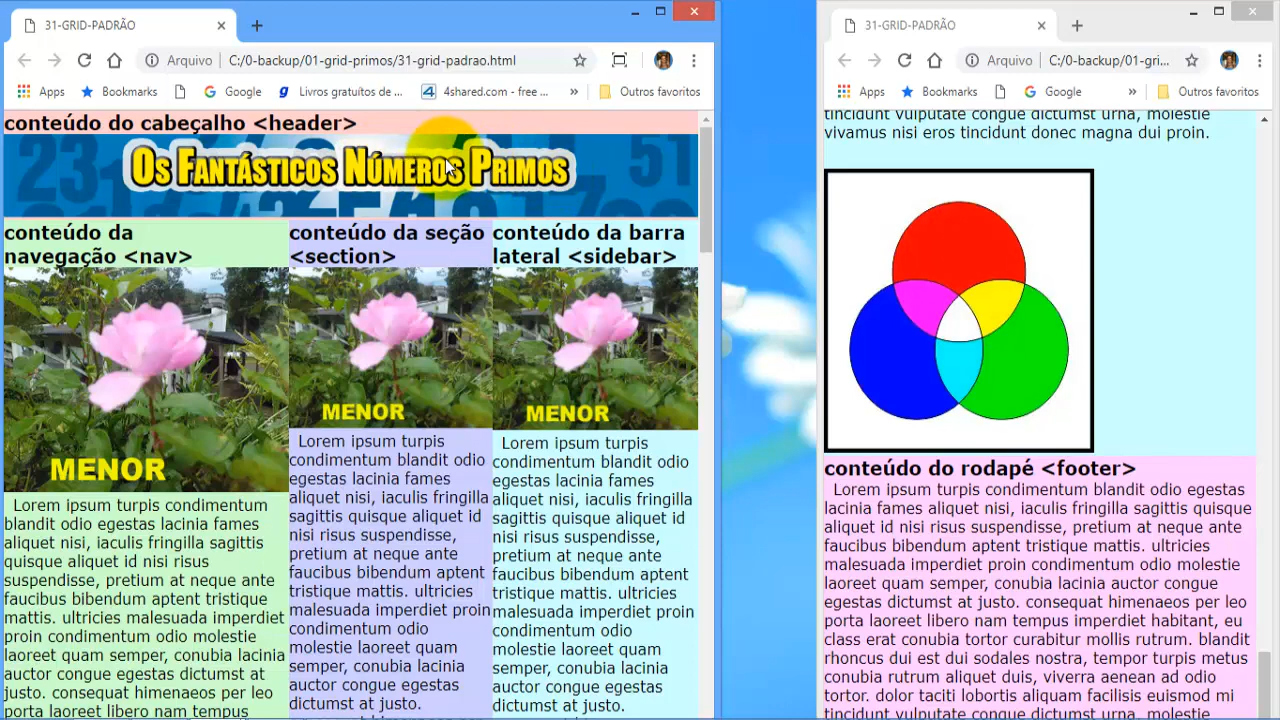 31-GRID-PADRÃO
Arquivo
C:/0-backup/01-grid-primos/31-grid-padrao.html
Apps
Bookmarks
Google
Livros gratuítos de ...
4shared.com - free ...
»
Outros favoritos
conteúdo do cabeçalho <header>
Os Fantásticos Números Primos
conteúdo da
navegação <nav>
MENOR
Lorem ipsum turpis condimentum
blandit odio egestas lacinia fames
aliquet nisi, iaculis fringilla sagittis
quisque aliquet id nisi risus
suspendisse, pretium at neque ante
faucibus bibendum aptent tristique
mattis. ultricies malesuada imperdiet
proin condimentum odio molestie
laoreet quam semper, conubia lacinia
auctor congue egestas dictumst at
justo. consequat himenaeos per leo
porta laoreet libero nam tempus
conteúdo da seção
<section>
MENOR
Lorem ipsum turpis
condimentum blandit odio
egestas lacinia fames
aliquet nisi, iaculis fringilla
sagittis quisque aliquet id
nisi risus suspendisse,
pretium at neque ante
faucibus bibendum aptent
tristique mattis. ultricies
malesuada imperdiet proin
condimentum odio
molestie laoreet quam
semper, conubia lacinia
auctor congue egestas
dictumst at justo.
conteúdo da barra
lateral <sidebar>
MENOR
Lorem ipsum turpis
condimentum blandit odio
egestas lacinia fames
aliquet nisi, iaculis fringilla
sagittis quisque aliquet id
nisi risus suspendisse,
pretium at neque ante
faucibus bibendum aptent
tristique mattis. ultricies
malesuada imperdiet proin
condimentum odio
molestie laoreet quam
semper, conubia lacinia
auctor congue egestas
dictumst at justo.
31-GRID-PADRÃO
Arquivo
C:/0-backup/01-gri...
Apps
Bookmarks
Google
»
Outros favoritos
tincidunt vulputate congue dictumst urna, molestie
vivamus nisi eros tincidunt donec magna dui proin.
conteúdo do rodapé <footer>
Lorem ipsum turpis condimentum blandit odio egestas lacinia
fames aliquet nisi, iaculis fringilla sagittis quisque
aliquet id nisi risus suspendisse, pretium at neque ante
faucibus bibendum aptent tristique mattis. ultricies
malesuada imperdiet proin condimentum odio molestie
laoreet quam semper, conubia lacinia auctor congue
egestas dictumst at justo. consequat himenaeos per leo
porta laoreet libero nam tempus imperdiet habitant, eu
class erat conubia tortor curabitur mollis rutrum. blandit
rhoncus dui est dui sodales nostra, tempor turpis metus
conubia rutrum aliquet duis, viverra aenean ad odio
tortor. dolor taciti lobortis aliquam facilisis euismod mi